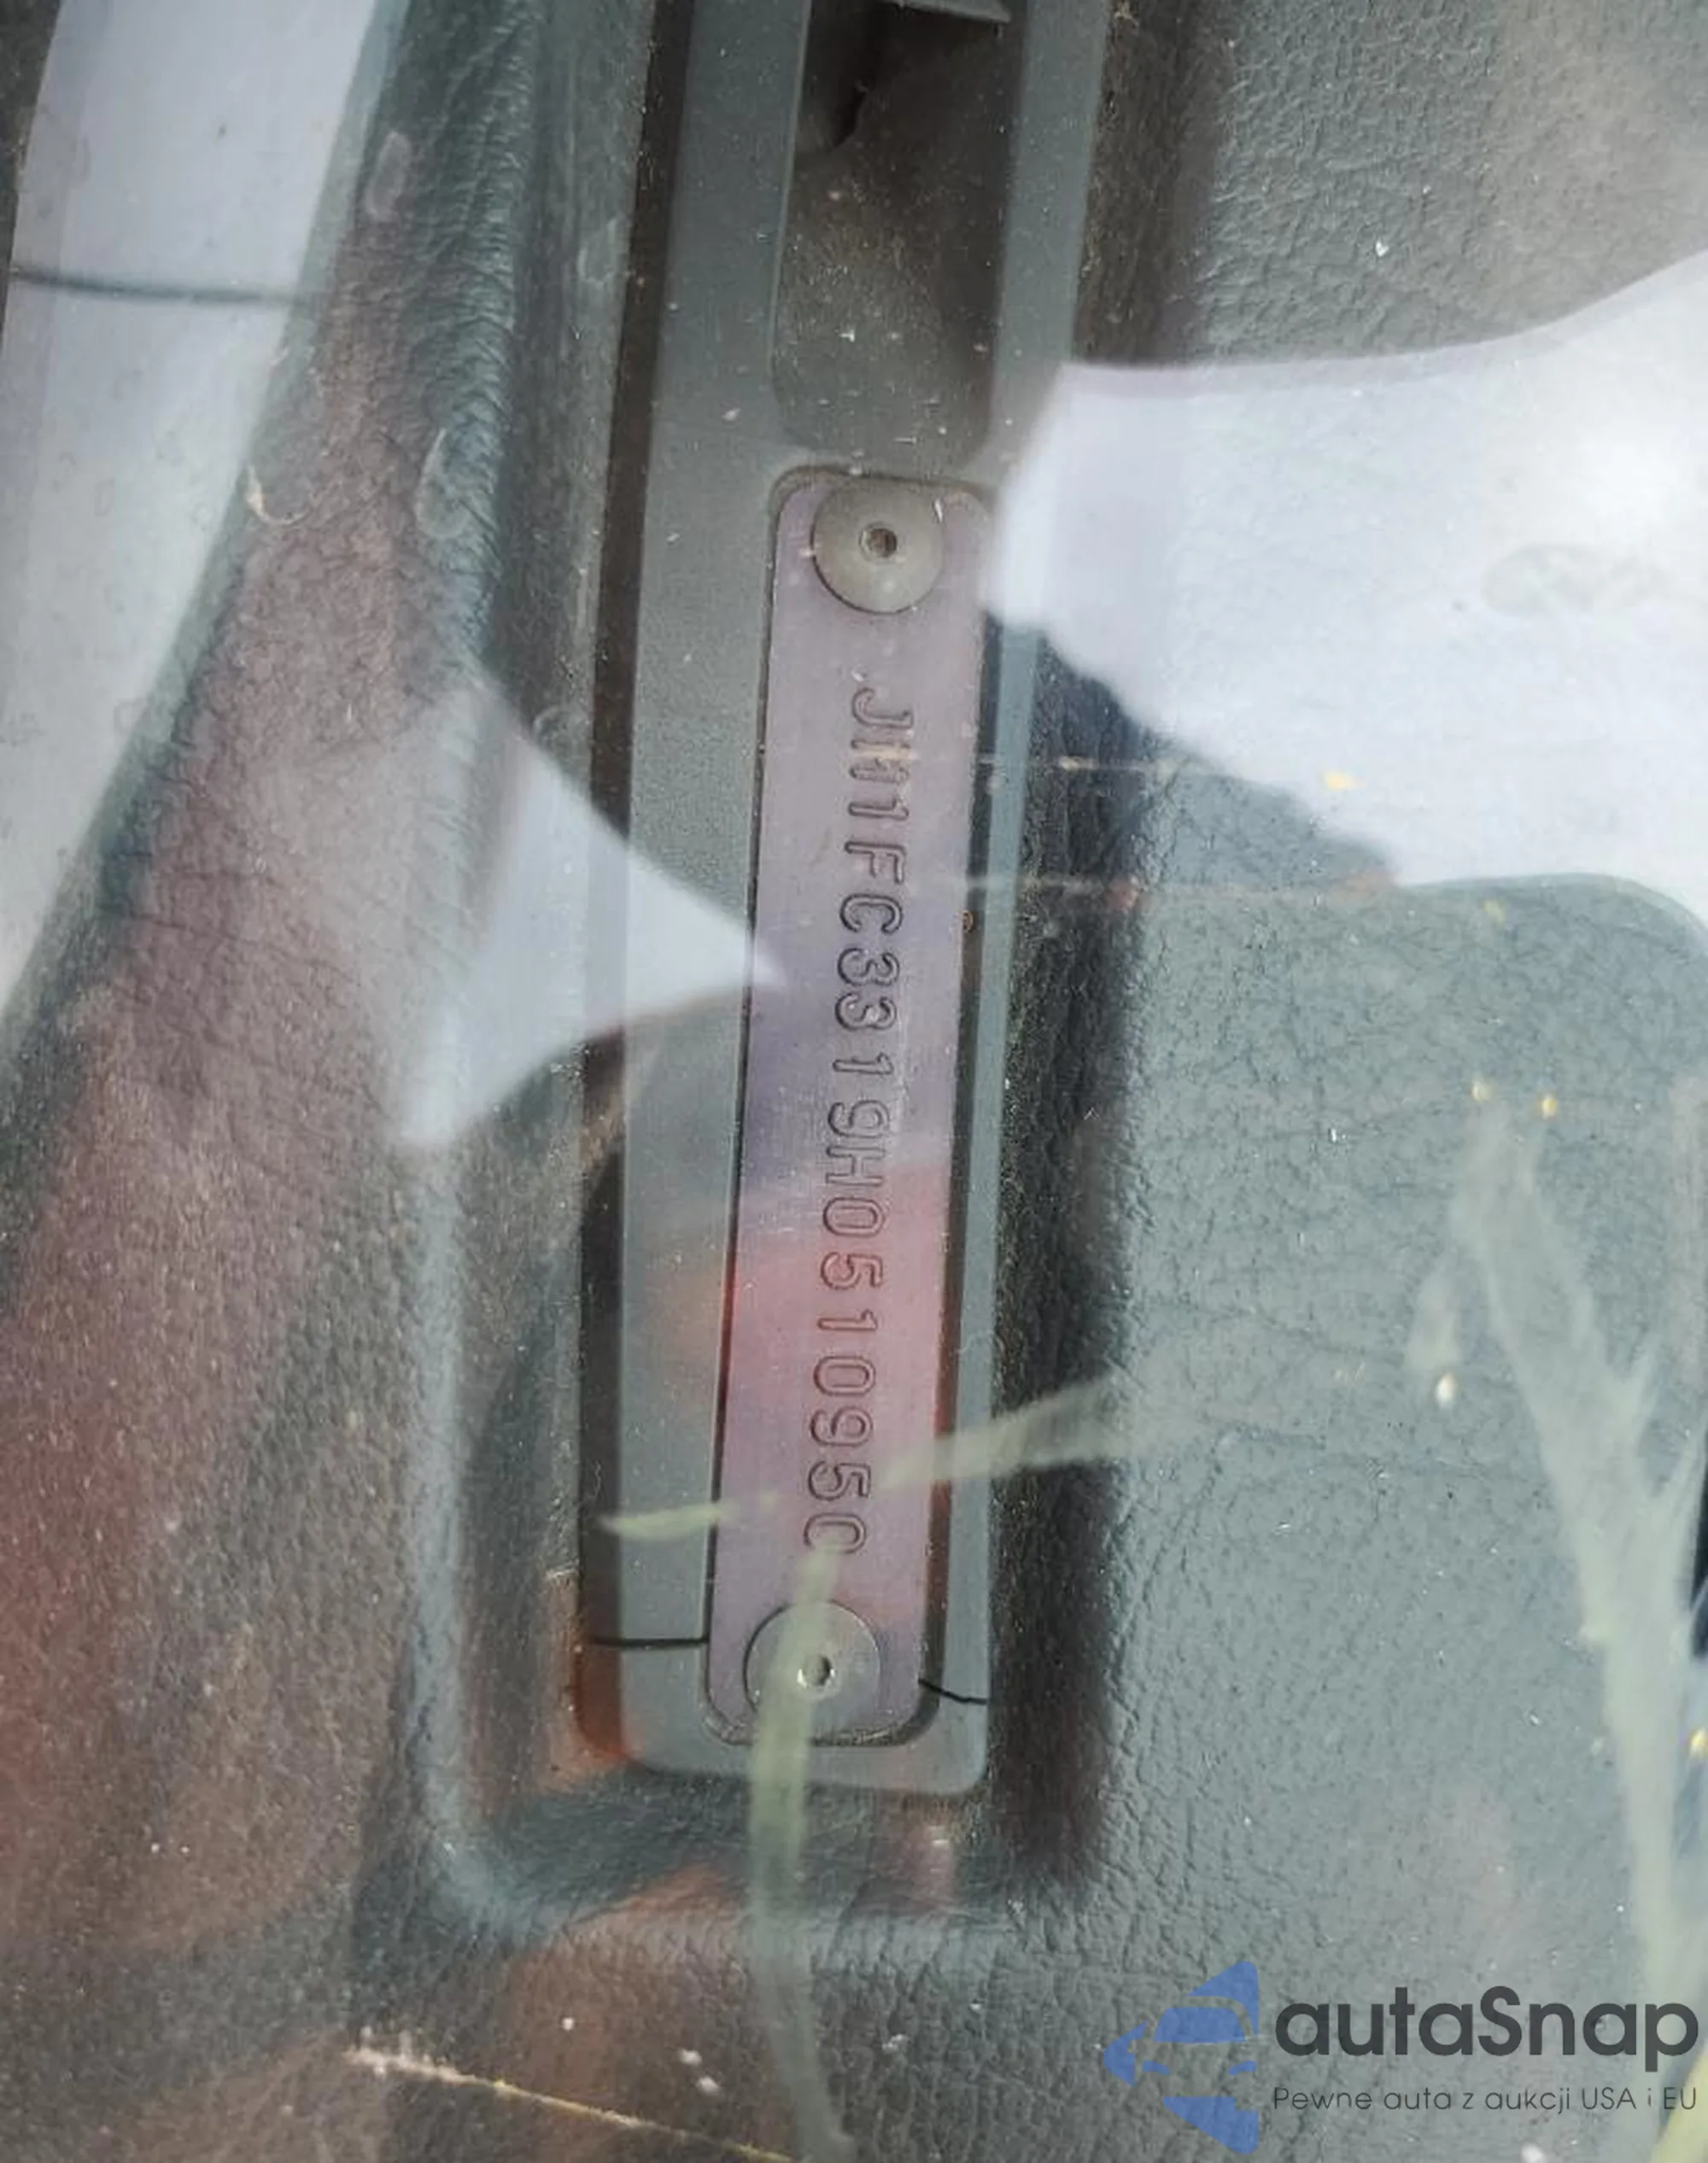 JM1FC3319H0510950
autaSnap
Pewne auta z aukcji USA i EU